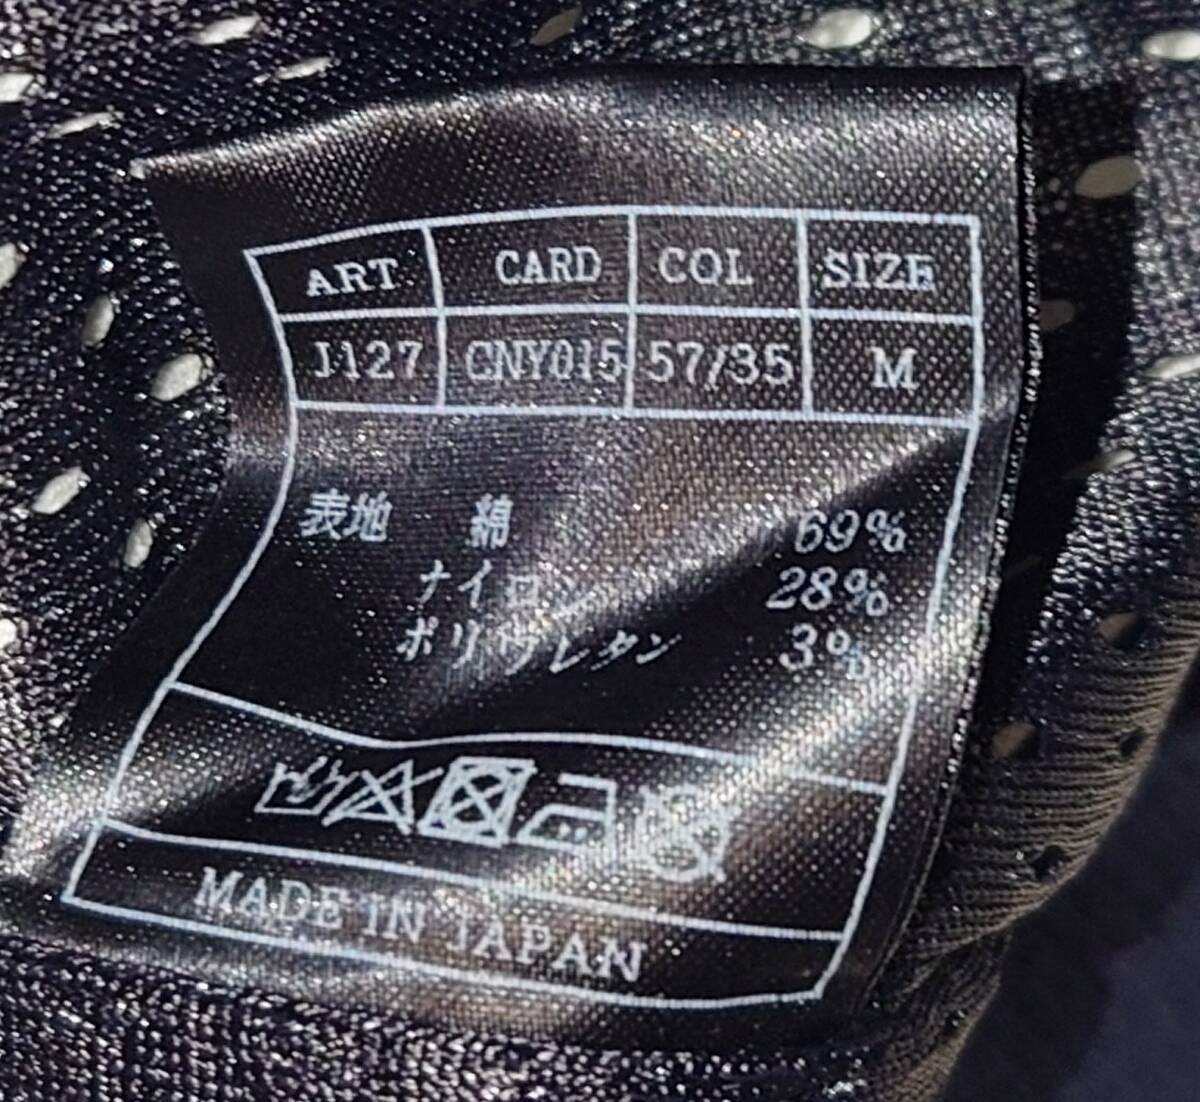 ART CARD COL SIZE
J127 CNY015 57/35 M
表地 綿 69%
ナイロン 28%
ポリウレタン 3%
MADE IN JAPAN